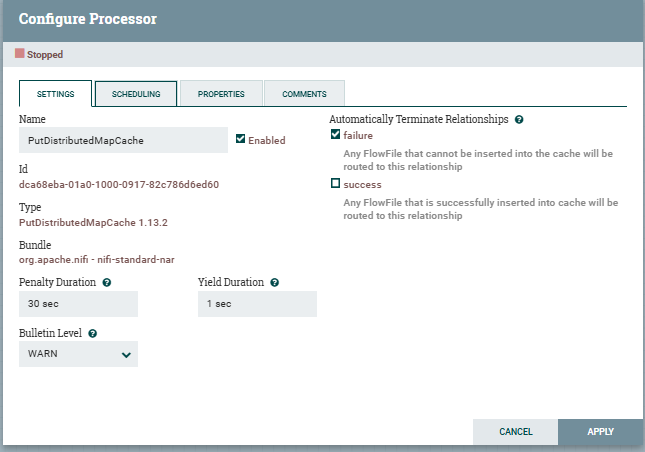 Configure Processor
Stopped
SETTINGS
SCHEDULING
PROPERTIES
COMMENTS
Name
PutDistributedMapCache
Enabled
Id
dca68eba-01a0-1000-0917-82c786d6ed60
Type
PutDistributedMapCache 1.13.2
Bundle
org.apache.nifi - nifi-standard-nar
Penalty Duration
Yield Duration
30 sec
1 sec
Bulletin Level
WARN
Automatically Terminate Relationships
failure
Any FlowFile that cannot be inserted into the cache will be
routed to this relationship
success
Any FlowFile that is successfully inserted into cache will be
routed to this relationship
CANCEL
APPLY